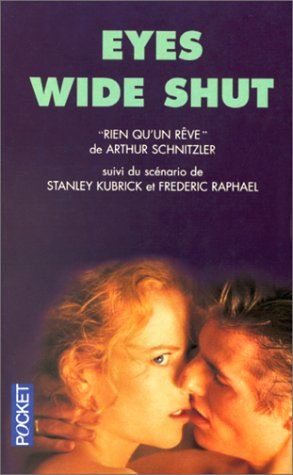 EYES
WIDE SHUT
"RIEN QU'UN RÊVE"
de ARTHUR SCHNITZLER
suivi du scénario de
STANLEY KUBRICK et FREDERIC RAPHAEL
POCKET